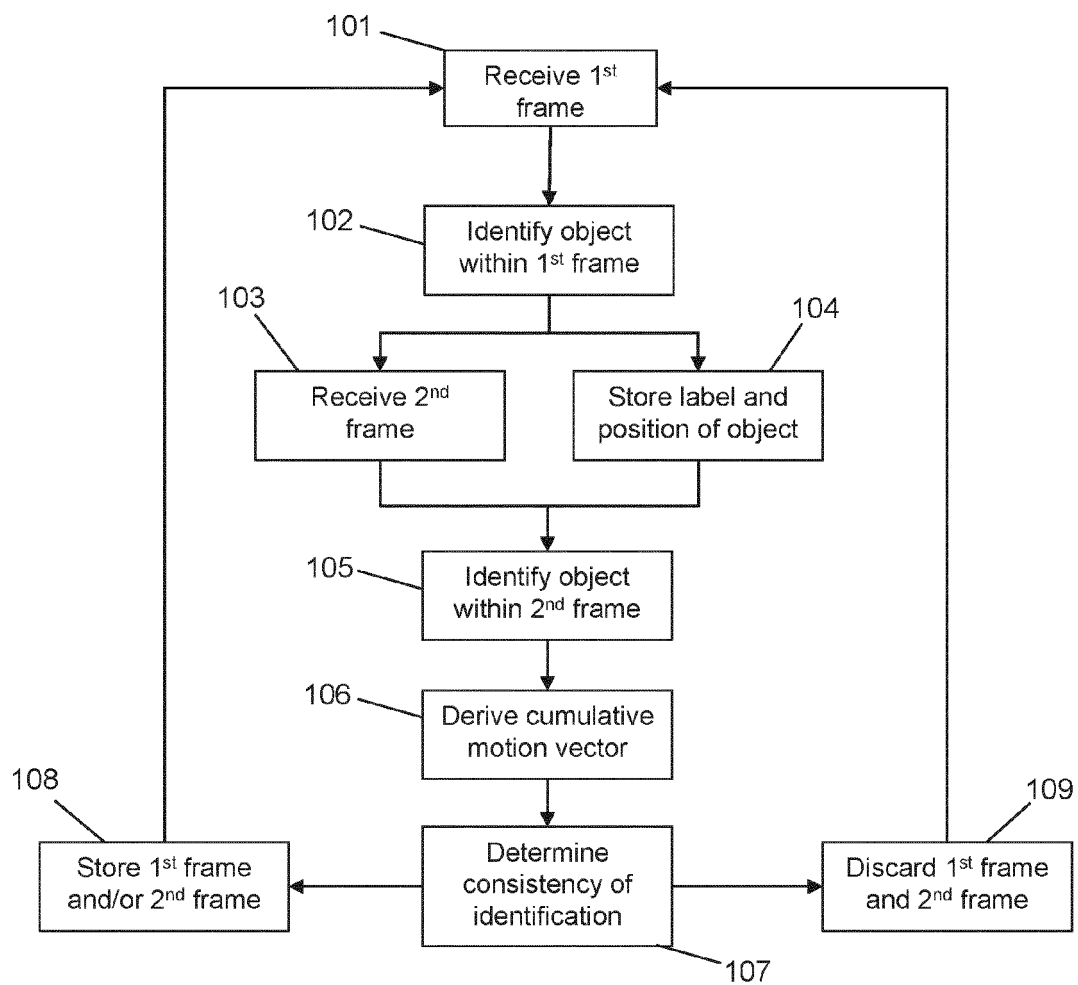 101
Receive 1st
frame
102
Identify object
within 1st frame
103
104
Receive 2nd
frame
Store label and
position of object
105
Identify object
within 2nd frame
106
Derive cumulative
motion vector
108
109
Store 1st frame
and/or 2nd frame
Determine
consistency of
identification
Discard 1st frame
and 2nd frame
107